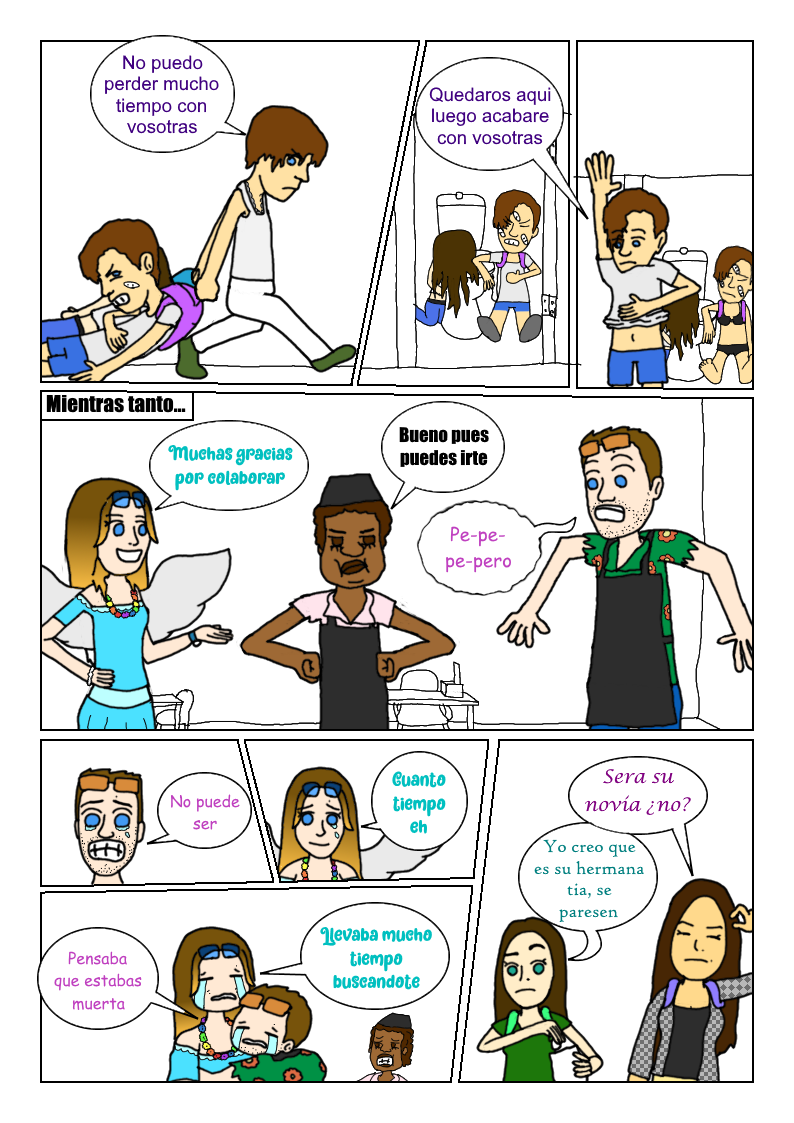 No puedo
perder mucho
tiempo con
vosotras
Quedaros aqui
luego acabare
con vosotras
Mientras tanto...
Muchas gracias
por colaborar
Bueno pues
puedes irte
Pe-pe-
pe-pero
No puede
ser
Cuanto
tiempo
eh
Pensaba
que estabas
muerta
Llevaba mucho
tiempo
buscandote
Sera su
novía ¿no?
Yo creo que
es su hermana
tia, se
paresen